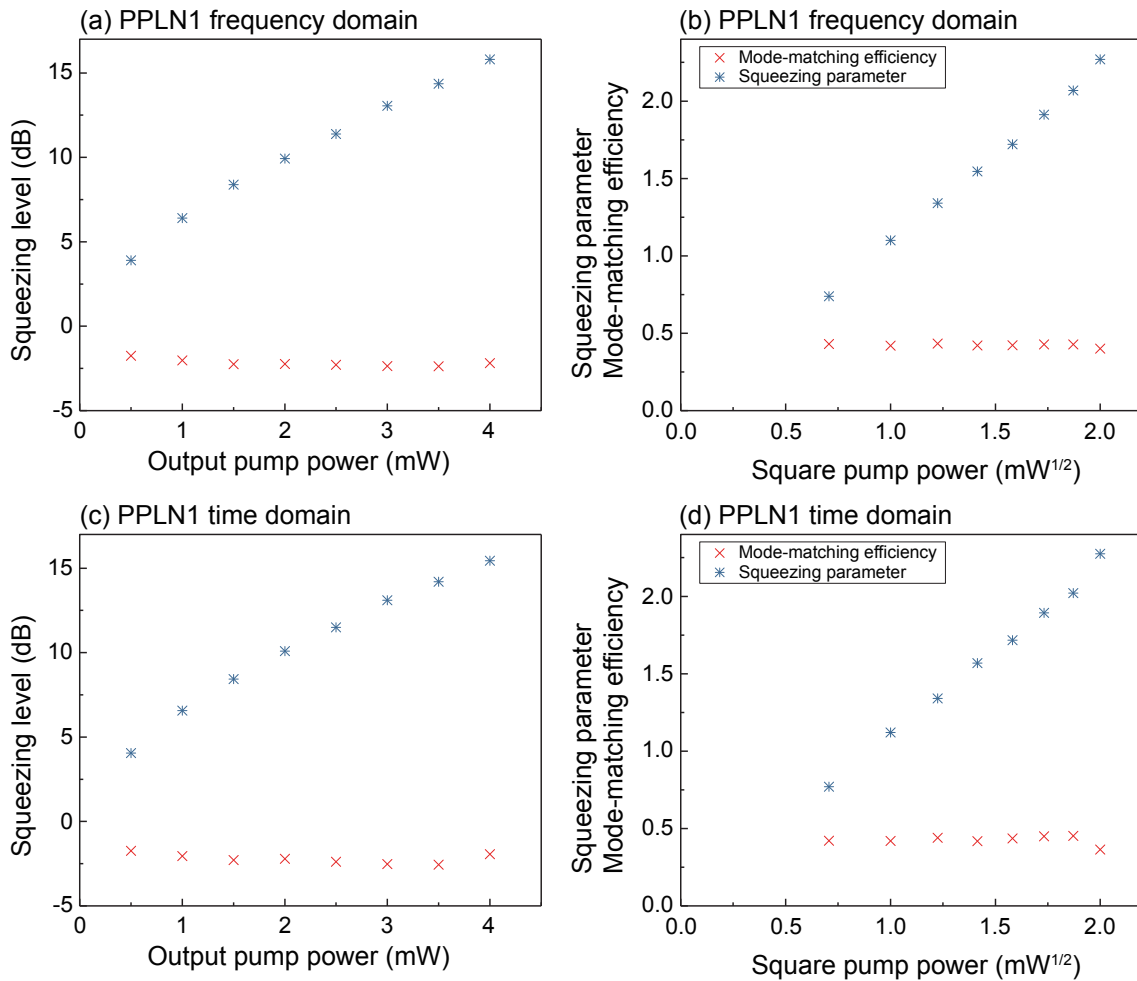 (a) PPLN1 frequency domain
Squeezing level (dB)
15
10
5
0
-5
0
1
2
3
4
Output pump power (mW)
(b) PPLN1 frequency domain
Mode-matching efficiency
Squeezing parameter
Squeezing parameter
Mode-matching efficiency
2.0
1.5
1.0
0.5
0.0
0.0
0.5
1.0
1.5
2.0
Square pump power (mW1/2)
(c) PPLN1 time domain
Squeezing level (dB)
15
10
5
0
-5
0
1
2
3
4
Output pump power (mW)
(d) PPLN1 time domain
Mode-matching efficiency
Squeezing parameter
Squeezing parameter
Mode-matching efficiency
2.0
1.5
1.0
0.5
0.0
0.0
0.5
1.0
1.5
2.0
Square pump power (mW1/2)